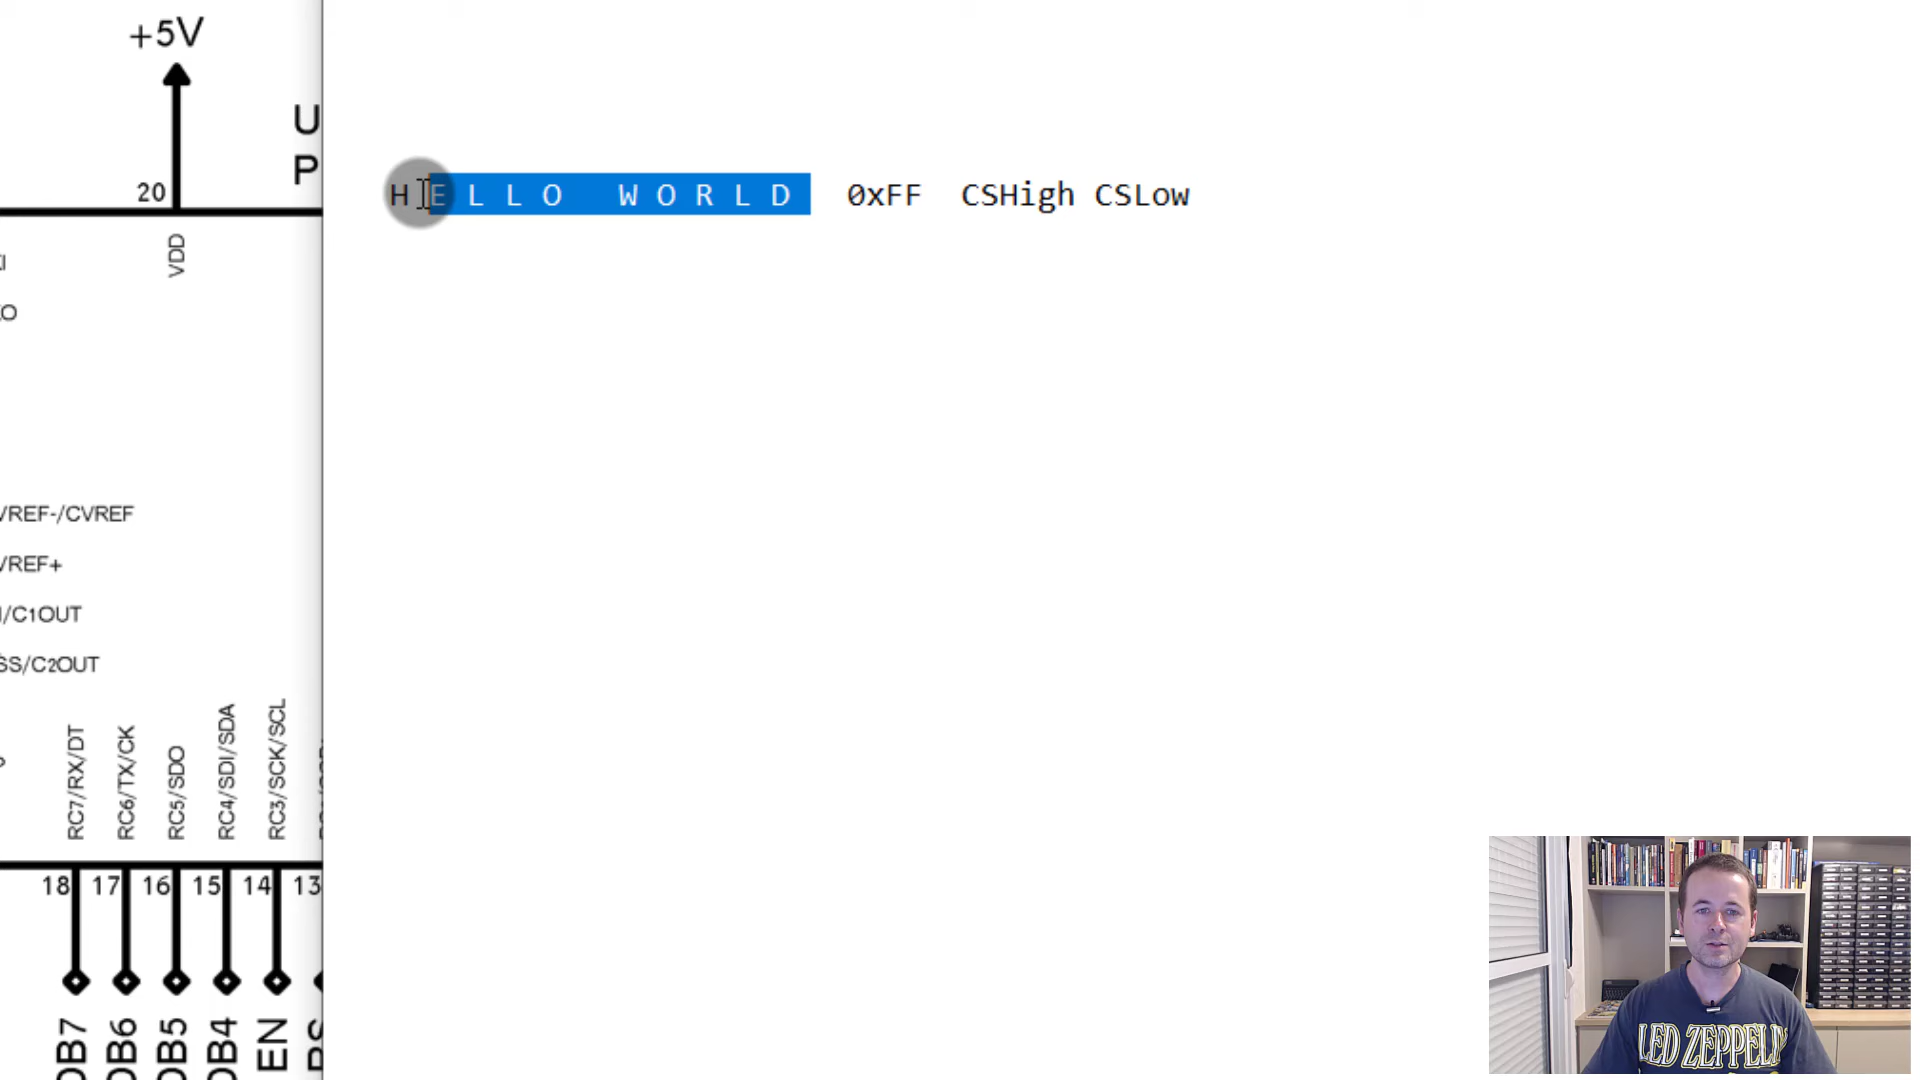 +5V
U
P
20
VDD
H E L L O  W O R L D  0xFF  CSHigh CSLow
VREF-/CVREF
VREF+
/C1OUT
SS/C2OUT
RC7/RX/DT
RC6/TX/CK
RC5/SDO
RC4/SDI/SDA
RC3/SCK/SCL
18 17 16 15 14 13
DB7
DB6
DB5
DB4
EN
LED ZEPPELIN